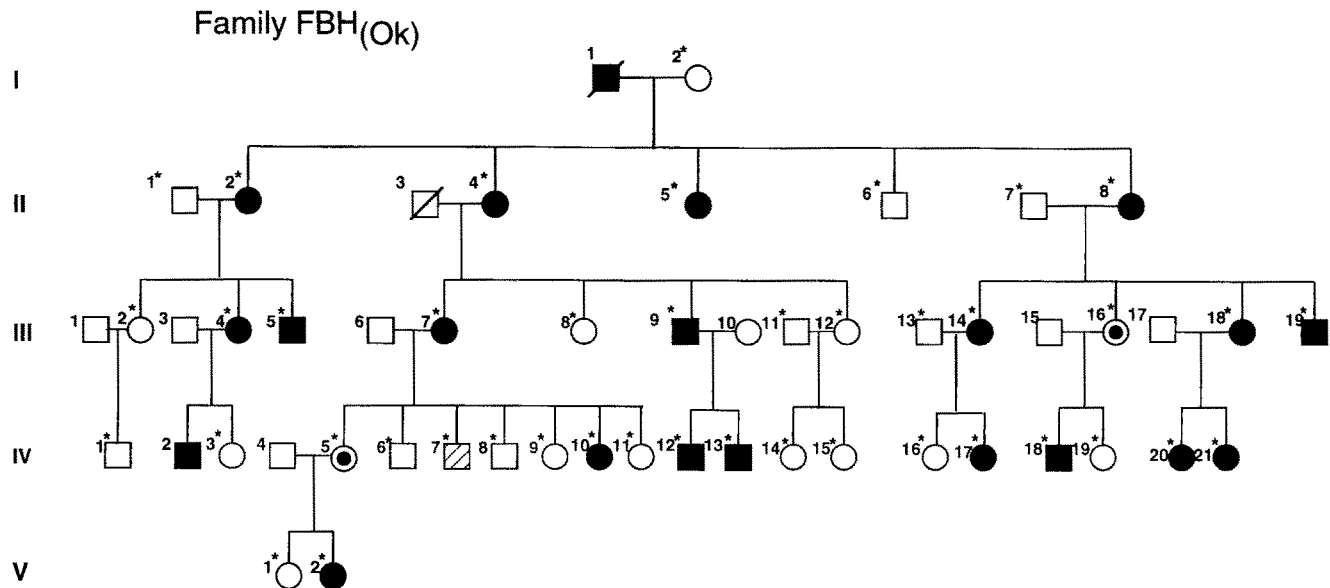 Family FBH(Ok)
I
1 2*
II
1* 2* 3 4* 5* 6* 7* 8*
III
1 2* 3 4* 5* 6 7* 8* 9* 10 11* 12* 13* 14* 15 16* 17 18* 19*
IV
1* 2 3* 4 5* 6* 7* 8* 9* 10* 11* 12* 13* 14* 15* 16* 17* 18* 19* 20* 21*
V
1* 2*